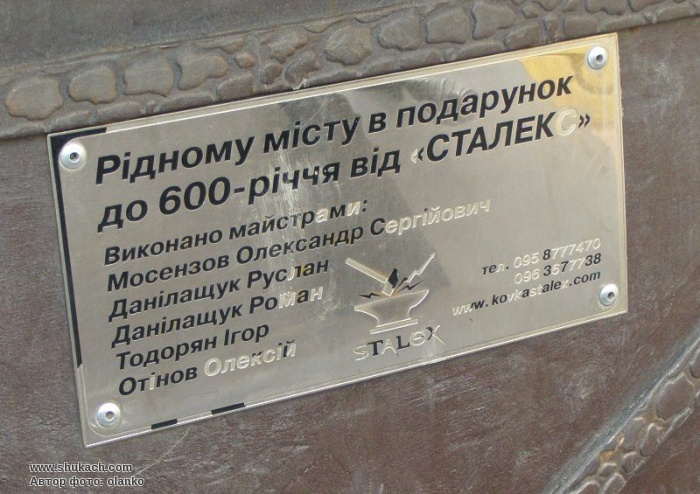 Рідному місту в подарунок
до 600-річчя від «СТАЛЕКС»
Виконано майстрами:
Мосензов Олександр Сергійович
Данілащук Руслан
Данілащук Роман
Тодорян Ігор
Отінов Олексій
STALEX
тел. 095 8777470
096 3577738
www.kovkastalex.com
www.shukach.com
Автор фото: olanko